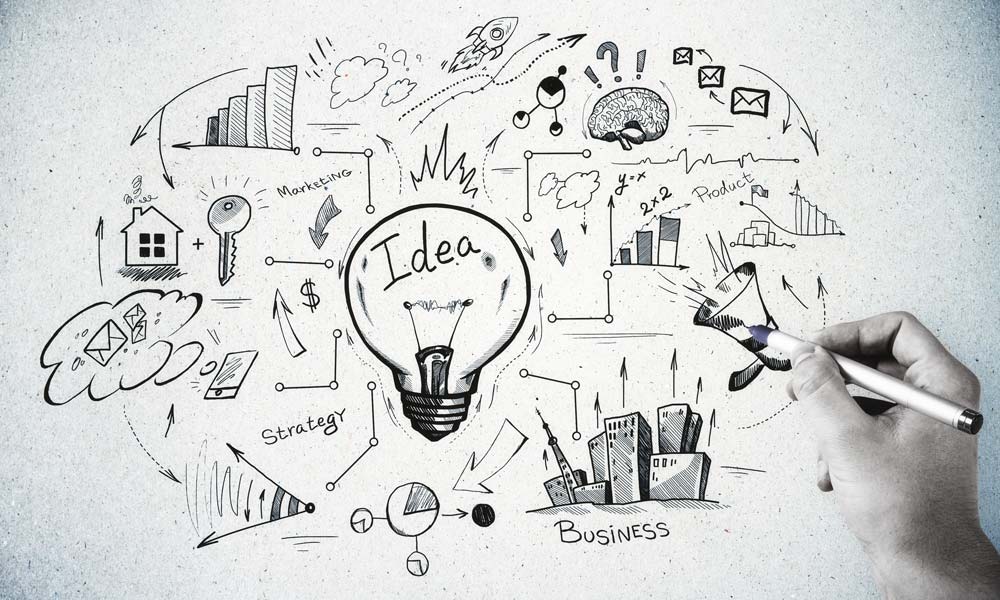 y=x
2x2
Marketing
Product
Idea
$
Strategy
Business